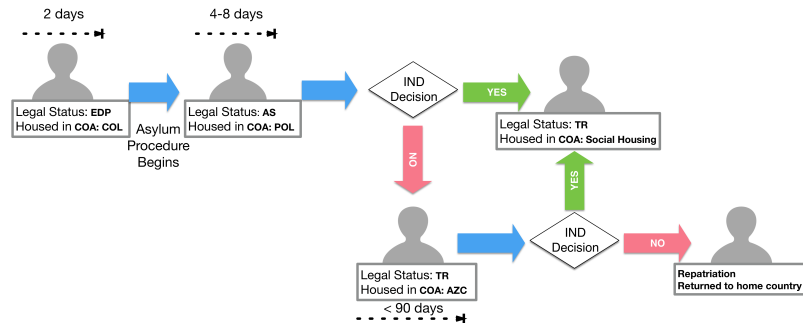 2 days
4-8 days
Legal Status: EDP
Housed in COA: COL
Asylum
Procedure
Begins
Legal Status: AS
Housed in COA: POL
IND
Decision
YES
Legal Status: TR
Housed in COA: Social Housing
NO
YES
Legal Status: TR
Housed in COA: AZC
< 90 days
IND
Decision
NO
Repatriation
Returned to home country